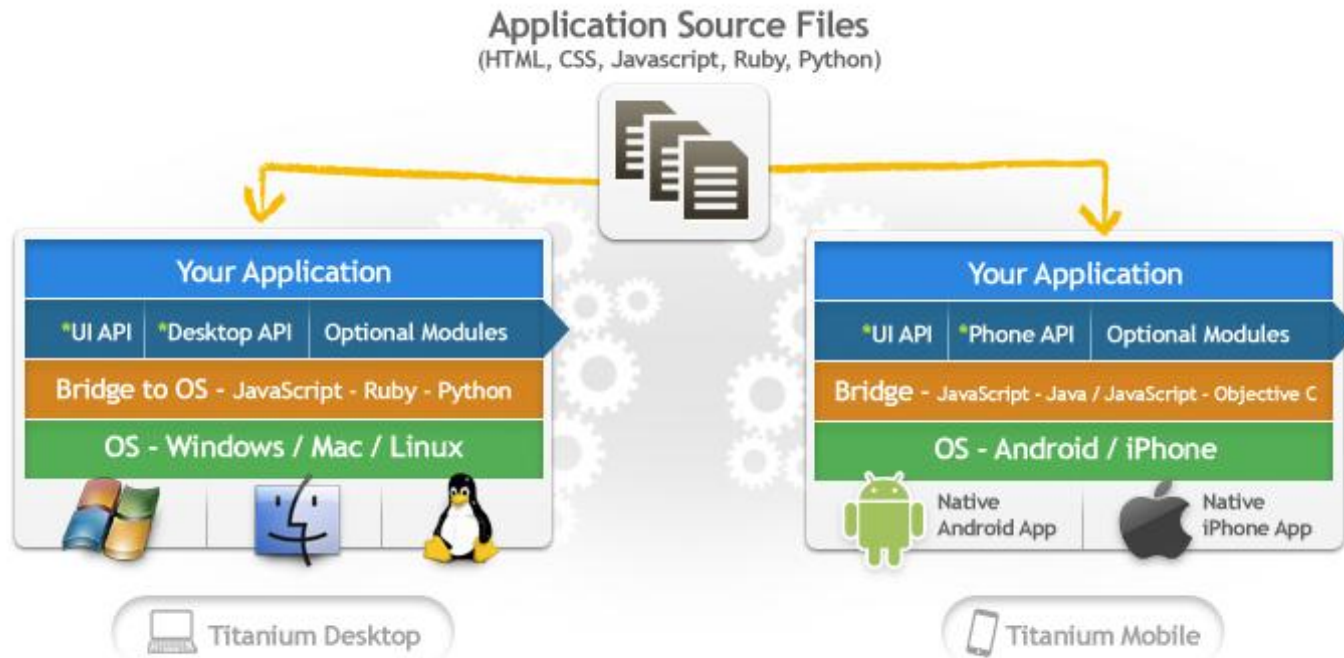 Application Source Files
(HTML, CSS, Javascript, Ruby, Python)
Your Application
*UI API *Desktop API Optional Modules
Bridge to OS - JavaScript - Ruby - Python
OS - Windows / Mac / Linux
Titanium Desktop
Your Application
*UI API *Phone API Optional Modules
Bridge - JavaScript - Java / JavaScript - Objective C
OS - Android / iPhone
Native
Android App
Native
iPhone App
Titanium Mobile